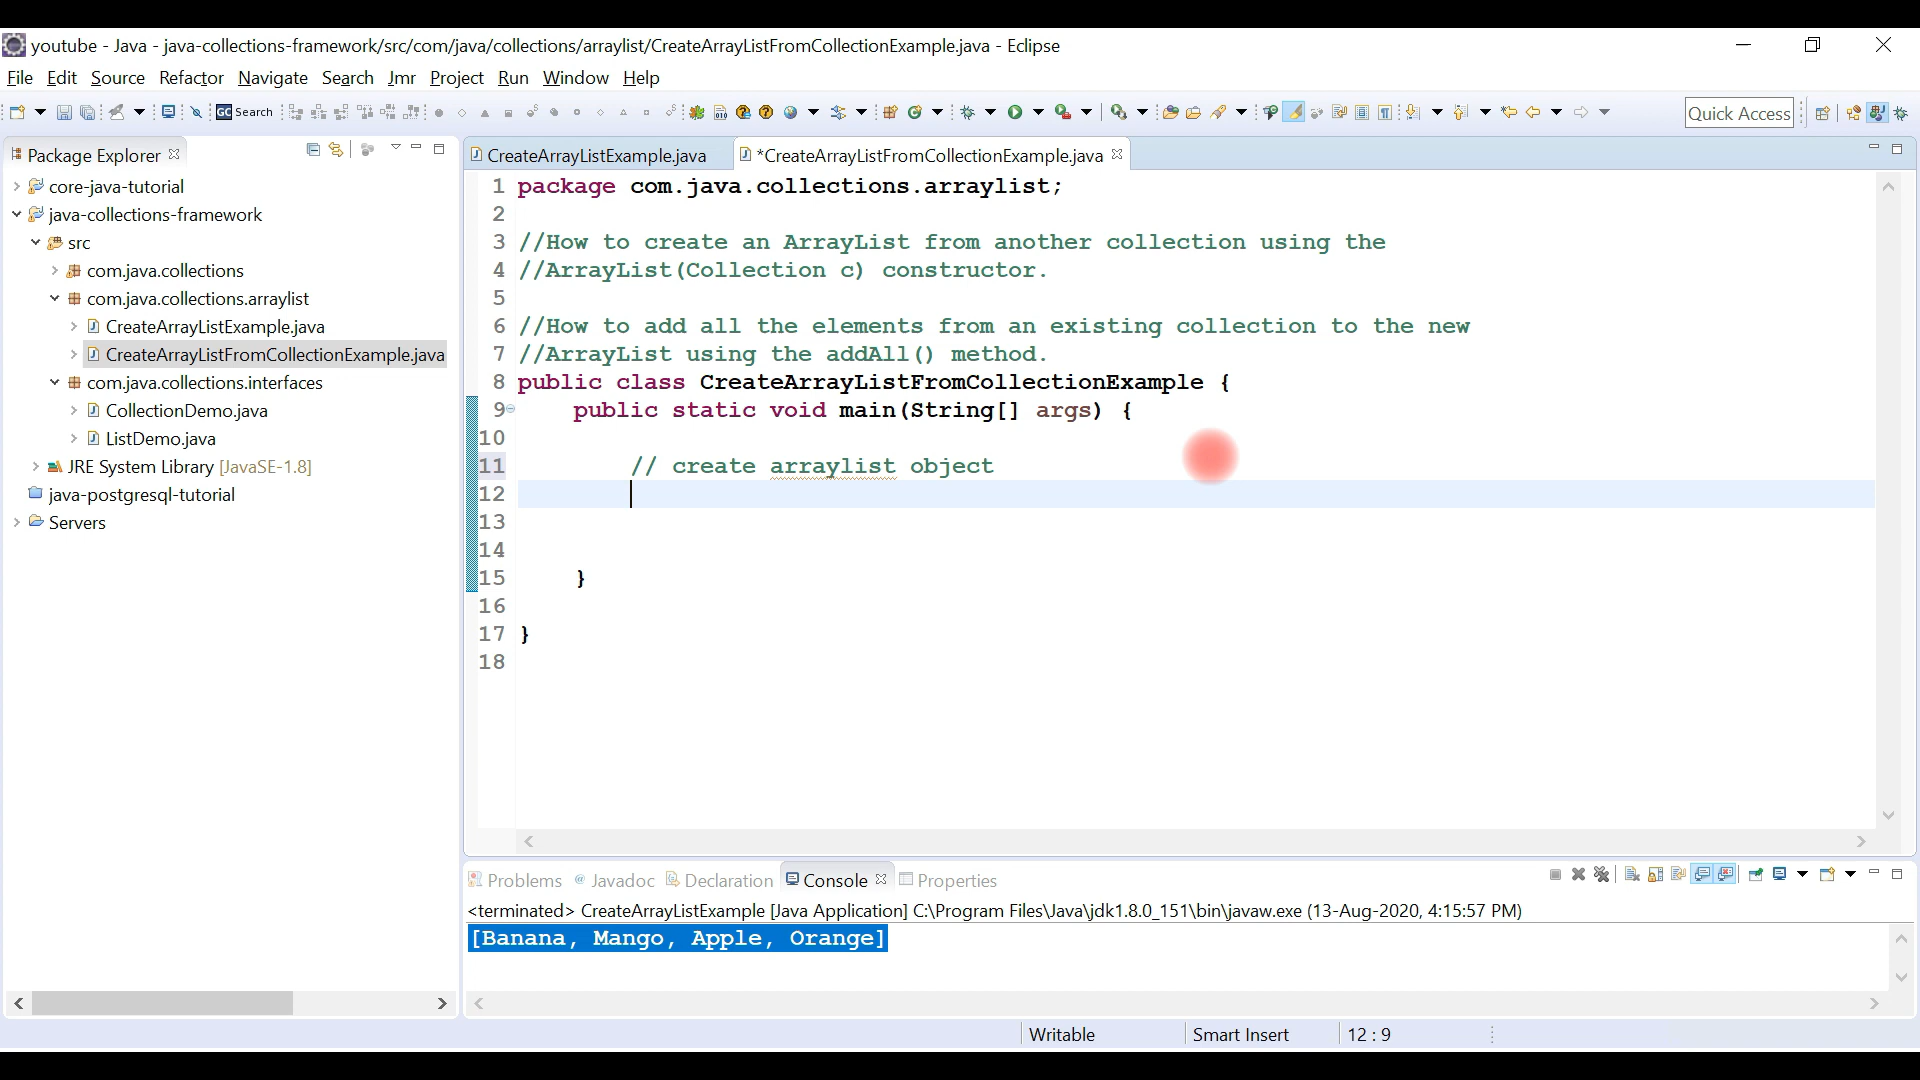 youtube - Java - java-collections-framework/src/com/java/collections/arraylist/CreateArrayListFromCollectionExample.java - Eclipse
File Edit Source Refactor Navigate Search Jmr Project Run Window Help
GC Search
Quick Access
Package Explorer
core-java-tutorial
java-collections-framework
src
com.java.collections
com.java.collections.arraylist
CreateArrayListExample.java
CreateArrayListFromCollectionExample.java
com.java.collections.interfaces
CollectionDemo.java
ListDemo.java
JRE System Library [JavaSE-1.8]
java-postgresql-tutorial
Servers
CreateArrayListExample.java *CreateArrayListFromCollectionExample.java
1 package com.java.collections.arraylist;
2
3 //How to create an ArrayList from another collection using the
4 //ArrayList(Collection c) constructor.
5
6 //How to add all the elements from an existing collection to the new
7 //ArrayList using the addAll() method.
8 public class CreateArrayListFromCollectionExample {
9 public static void main(String[] args) {
10
11 // create arraylist object
12
13
14
15 }
16
17 }
18
Problems Javadoc Declaration Console Properties
<terminated> CreateArrayListExample [Java Application] C:\Program Files\Java\jdk1.8.0_151\bin\javaw.exe (13-Aug-2020, 4:15:57 PM)
[Banana, Mango, Apple, Orange]
Writable Smart Insert 12 : 9